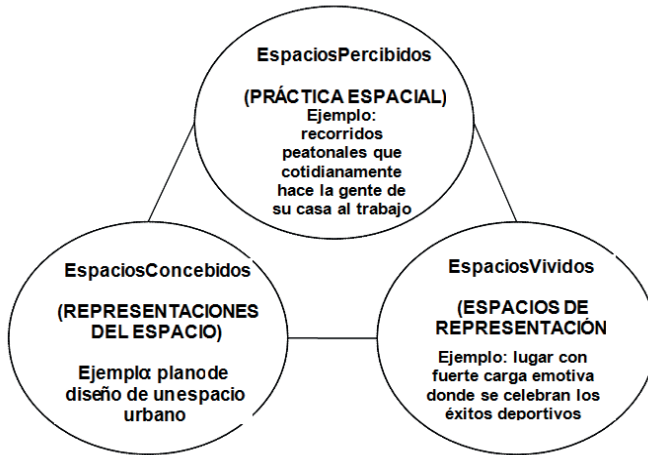 EspaciosPercibidos
(PRÁCTICA ESPACIAL)
Ejemplo:
recorridos
peatonales que
cotidianamente
hace la gente de
su casa al trabajo
EspaciosConcebidos
(REPRESENTACIONES
DEL ESPACIO)
Ejemplα planode
diseño de unespacio
urbano
EspaciosVividos
(ESPACIOS DE
REPRESENTACIÓN
Ejemplo: lugar con
fuerte carga emotiva
donde se celebran los
éxitos deportivos